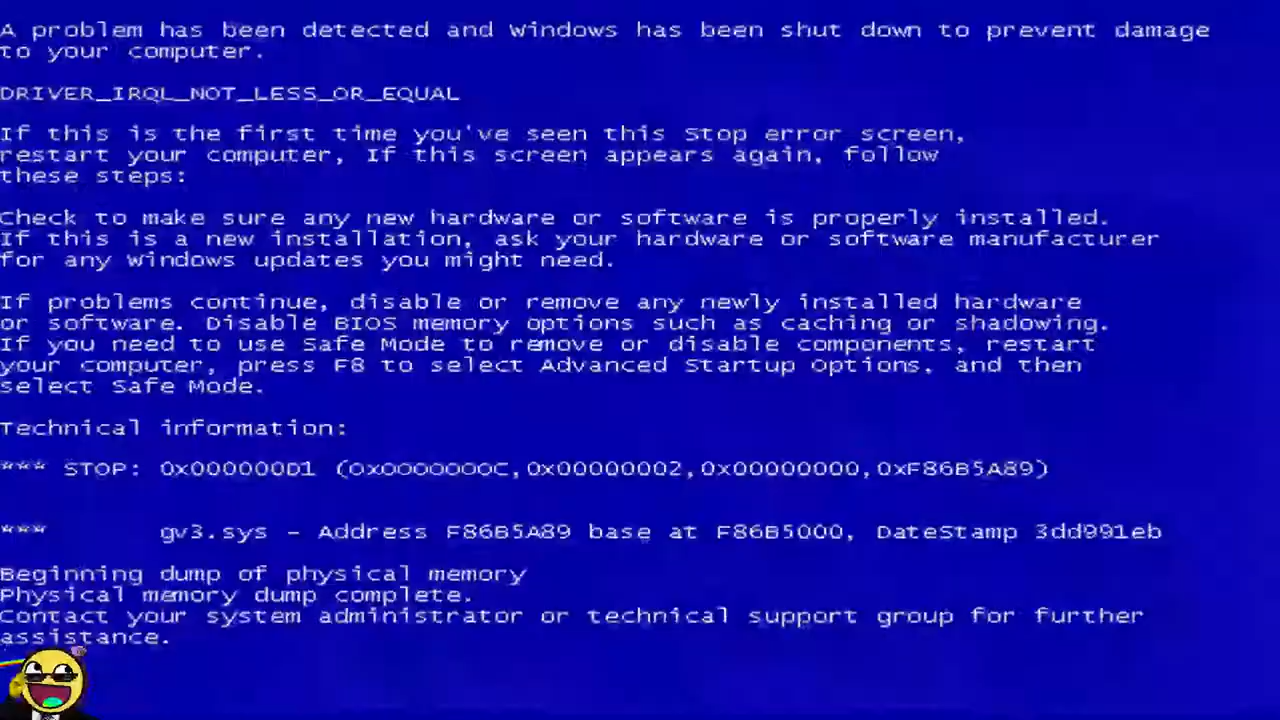 A problem has been detected and Windows has been shut down to prevent damage
to your computer.
DRIVER_IRQL_NOT_LESS_OR_EQUAL
If this is the first time you've seen this Stop error screen,
restart your computer, If this screen appears again, follow
these steps:
Check to make sure any new hardware or software is properly installed.
If this is a new installation, ask your hardware or software manufacturer
for any Windows updates you might need.
If problems continue, disable or remove any newly installed hardware
or software. Disable BIOS memory options such as caching or shadowing.
If you need to use Safe Mode to remove or disable components, restart
your computer, press F8 to select Advanced Startup Options, and then
select Safe Mode.
Technical information:
*** STOP: 0x000000D1 (0x0000000C,0x00000002,0x00000000,0xF86B5A89)
*** gv3.sys - Address F86B5A89 base at F86B5000, DateStamp 3dd991eb
Beginning dump of physical memory
Physical memory dump complete.
Contact your system administrator or technical support group for further
assistance.